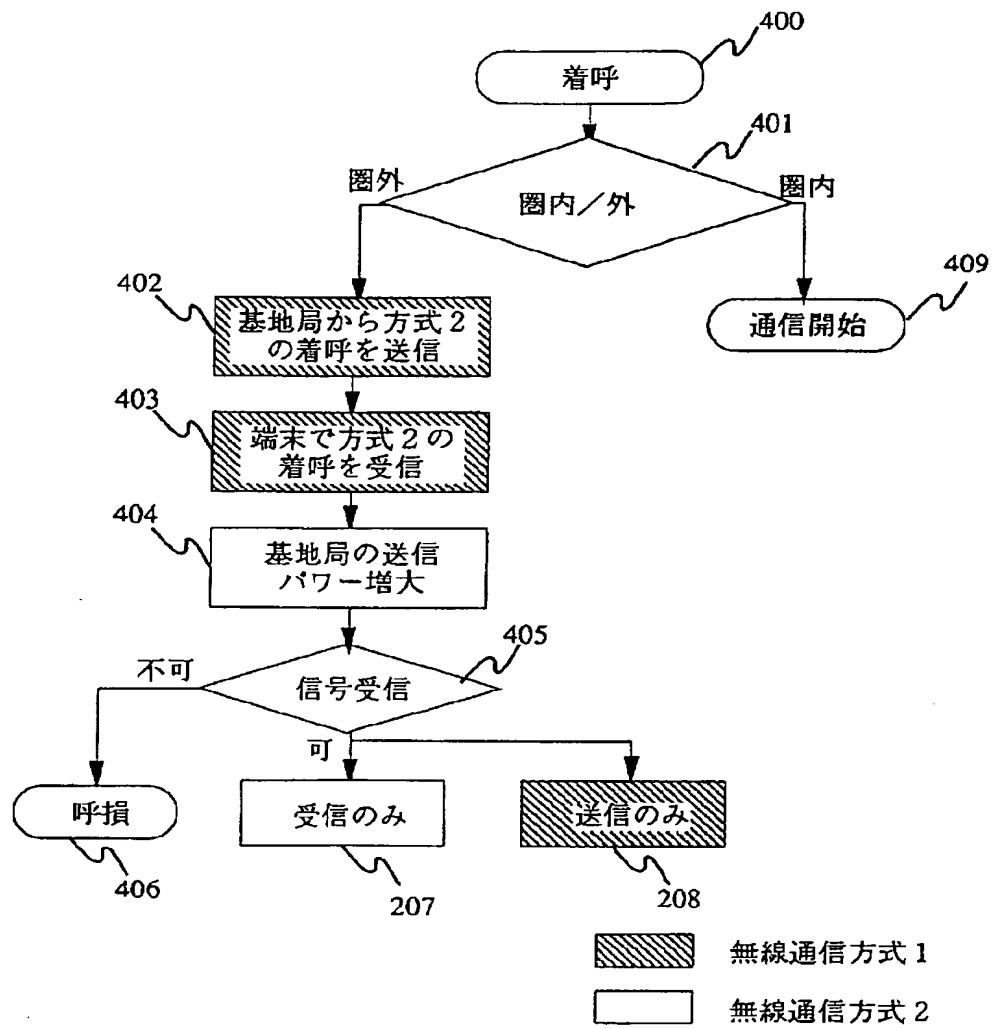 400
着呼
401
圏外
圏内
圏内／外
402
409
基地局から方式２
の着呼を送信
通信開始
403
端末で方式２の
着呼を受信
404
基地局の送信
パワー増大
405
不可
信号受信
可
呼損
受信のみ
送信のみ
406
207
208
無線通信方式１
無線通信方式２